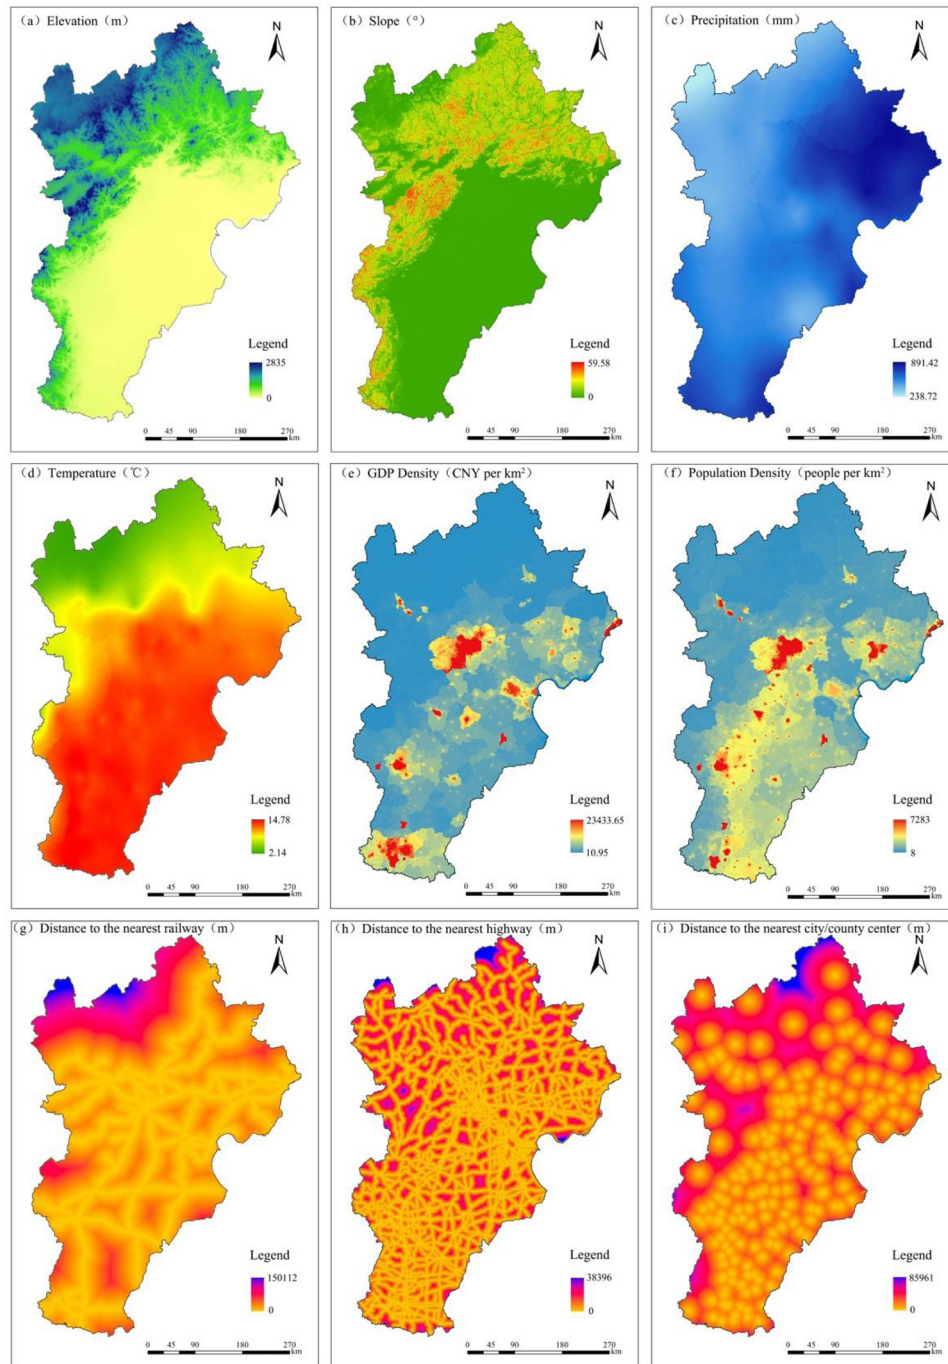 (a) Elevation(m)
N
Legend
2835
0
0 45 90 180 270
km
(b) Slope(°)
N
Legend
59.58
0
0 45 90 180 270
km
(c) Precipitation(mm)
N
Legend
891.42
238.72
0 45 90 180 270
km
(d) Temperature(℃)
N
Legend
14.78
2.14
0 45 90 180 270
km
(e) GDP Density(CNY per km²)
N
Legend
23433.65
10.95
0 45 90 180 270
km
(f) Population Density(people per km²)
N
Legend
7283
8
0 45 90 180 270
km
(g) Distance to the nearest railway(m)
N
Legend
150112
0
0 45 90 180 270
km
(h) Distance to the nearest highway(m)
N
Legend
38396
0
0 45 90 180 270
km
(i) Distance to the nearest city/county center(m)
N
Legend
85961
0
0 45 90 180 270
km